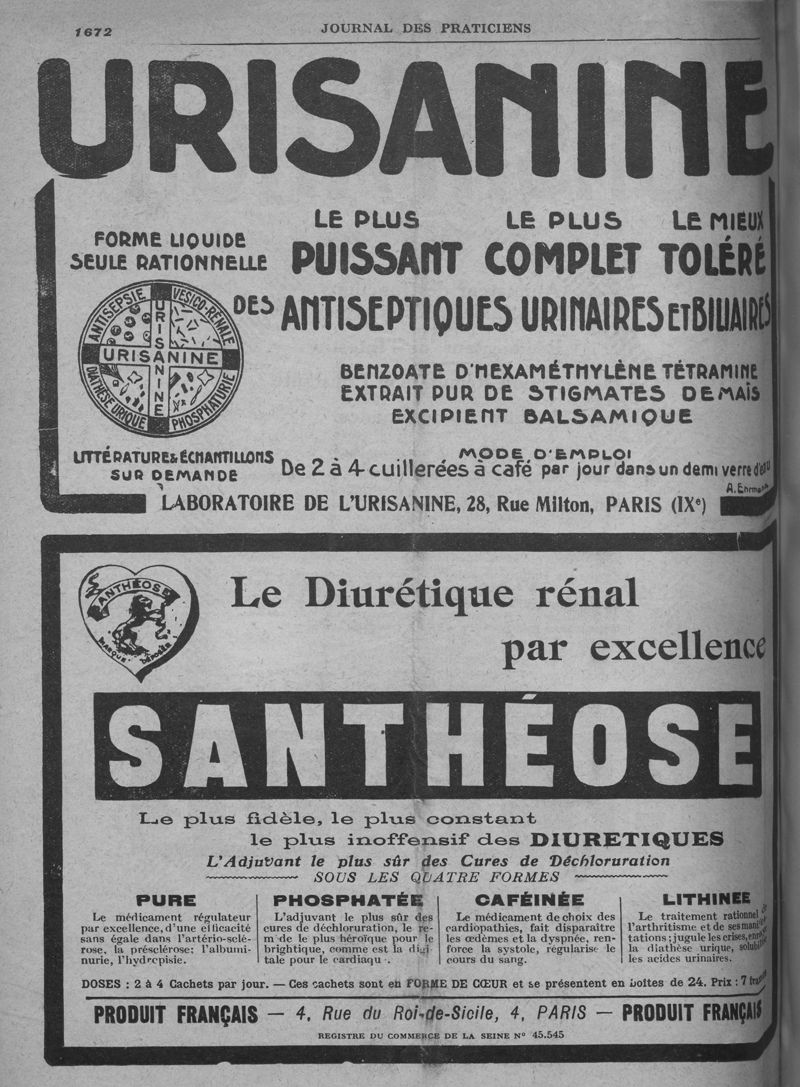 1672
JOURNAL DES PRATICIENS
URISANINE
LE PLUS LE PLUS LE MIEUX
FORME LIQUIDE
SEULE RATIONNELLE
PUISSANT COMPLET TOLÉRÉ
DES ANTISEPTIQUES URINAIRES ET BILIAIRES
ANTISEPSIE VESICO-RÉNALE
URISANINE
URISANINE
DIATHÈSE URIQUE PHOSPHATURIE
BENZOATE D'HEXAMÉTHYLÈNE TÉTRAMINE
EXTRAIT PUR DE STIGMATES DE MAÏS
EXCIPIENT BALSAMIQUE
LITTÉRATURE & ÉCHANTILLONS
SUR DEMANDE
MODE D'EMPLOI
De 2 à 4 cuillerées à café par jour dans un demi verre d'eau
A. Ehrmann
LABORATOIRE DE L'URISANINE, 28, Rue Milton, PARIS (IXe)
SANTHÉOSE
MARQUE DÉPOSÉE
Le Diurétique rénal
par excellence
SANTHÉOSE
Le plus fidèle, le plus constant
le plus inoffensif des DIURETIQUES
L'Adjuvant le plus sûr des Cures de Déchloruration
SOUS LES QUATRE FORMES
PURE
Le médicament régulateur
par excellence, d'une efficacité
sans égale dans l'artério-sclé-
rose, la présclérose; l'albumi-
nurie, l'hydropisie.
PHOSPHATÉE
L'adjuvant le plus sûr des
cures de déchloruration, le re-
mède le plus héroïque pour le
brightique, comme est la digi-
tale pour le cardiaque.
CAFÉINÉE
Le médicament de choix des
cardiopathies, fait disparaître
les œdèmes et la dyspnée, ren-
force la systole, régularise le
cours du sang.
LITHINEE
Le traitement rationnel de
l'arthritisme et de ses manifes-
tations; jugule les crises, enraye
la diathèse urique, solubilise
les acides urinaires.
DOSES : 2 à 4 Cachets par jour. — Ces cachets sont en FORME DE CŒUR et se présentent en boîtes de 24. Prix : 7 francs
PRODUIT FRANÇAIS — 4, Rue du Roi-de-Sicile, 4, PARIS — PRODUIT FRANÇAIS
REGISTRE DU COMMERCE DE LA SEINE N° 45.545